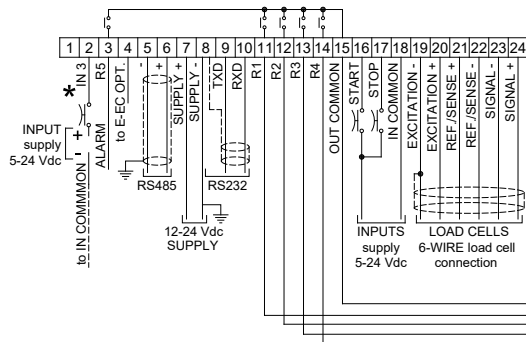 1 2 3 4 5 6 7 8 9 10 11 12 13 14 15 16 17 18 19 20 21 22 23 24
*
IN 3
R5
ALARM
to E-EC OPT.
-
+
SUPPLY +
SUPPLY -
TXD
RXD
R1
R2
R3
R4
OUT COMMON
START
STOP
IN COMMON
EXCITATION -
EXCITATION +
REF./SENSE +
REF./SENSE -
SIGNAL -
SIGNAL +
INPUT
supply
5-24 Vdc
+
-
to IN COMMMON
RS485
RS232
12-24 Vdc
SUPPLY
INPUTS
supply
5-24 Vdc
LOAD CELLS
6-WIRE load cell
connection